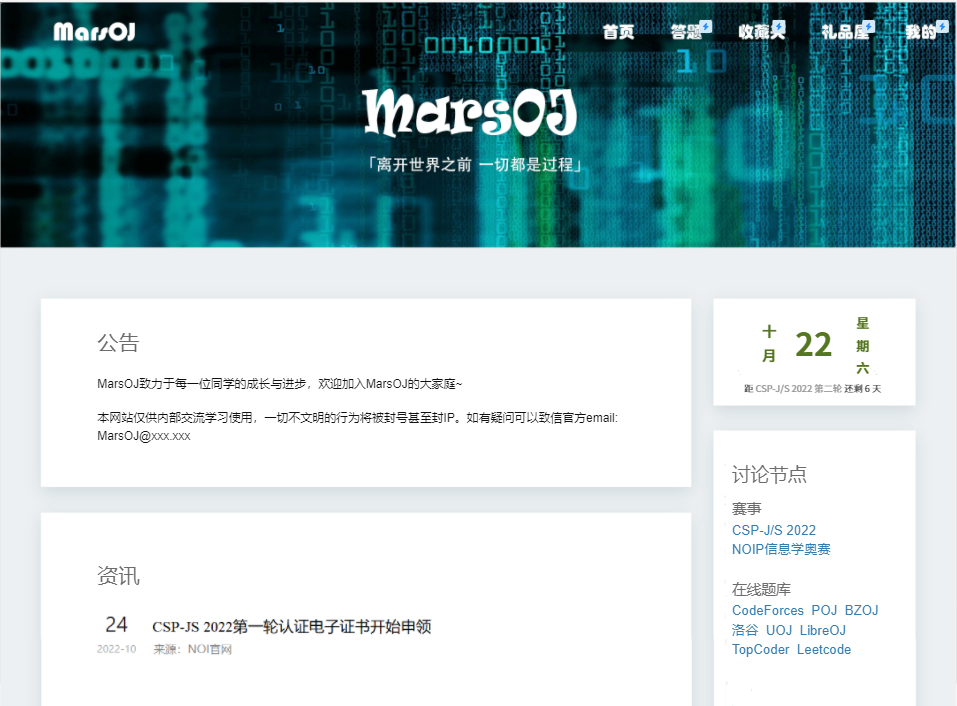 MarsOJ 首页 答题 收藏夹 礼品屋 我的
0010001
MarsOJ
「离开世界之前 一切都是过程」
公告
MarsOJ致力于每一位同学的成长与进步，欢迎加入MarsOJ的大家庭~
本网站仅供内部交流学习使用，一切不文明的行为将被封号甚至封IP。如有疑问可以致信官方email:
MarsOJ@xxx.xxx
资讯
24 CSP-JS 2022第一轮认证电子证书开始申领
2022-10 来源：NOI官网
十月 22 星期六
距 CSP-J/S 2022 第二轮 还剩 6 天
讨论节点
赛事
CSP-J/S 2022
NOIP信息学奥赛
在线题库
CodeForces POJ BZOJ
洛谷 UOJ LibreOJ
TopCoder Leetcode